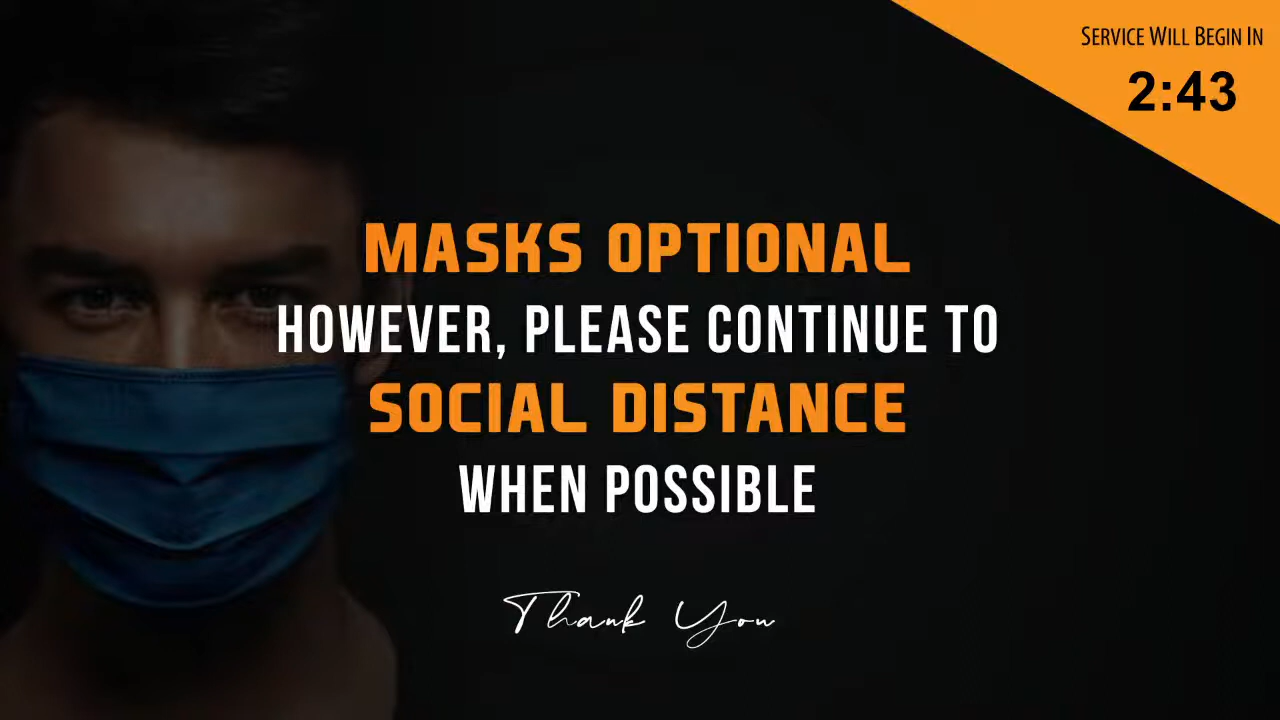 SERVICE WILL BEGIN IN
2:43
MASKS OPTIONAL
HOWEVER, PLEASE CONTINUE TO
SOCIAL DISTANCE
WHEN POSSIBLE
Thank You